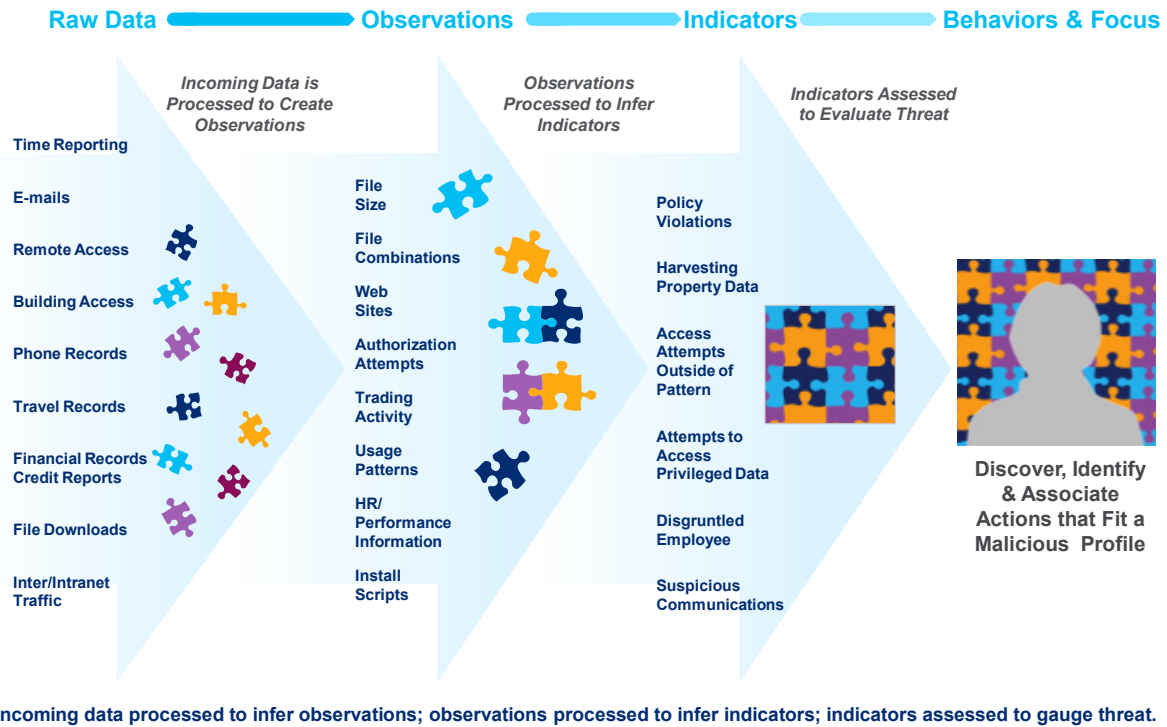 Raw Data
Observations
Indicators
Behaviors & Focus
Incoming Data is
Processed to Create
Observations
Observations
Processed to Infer
Indicators
Indicators Assessed
to Evaluate Threat
Time Reporting
E-mails
Remote Access
Building Access
Phone Records
Travel Records
Financial Records
Credit Reports
File Downloads
Inter/Intranet
Traffic
File
Size
File
Combinations
Web
Sites
Authorization
Attempts
Trading
Activity
Usage
Patterns
HR/
Performance
Information
Install
Scripts
Policy
Violations
Harvesting
Property Data
Access
Attempts
Outside of
Pattern
Attempts to
Access
Privileged Data
Disgruntled
Employee
Suspicious
Communications
Discover, Identify
& Associate
Actions that Fit a
Malicious Profile
ncoming data processed to infer observations; observations processed to infer indicators; indicators assessed to gauge threat.